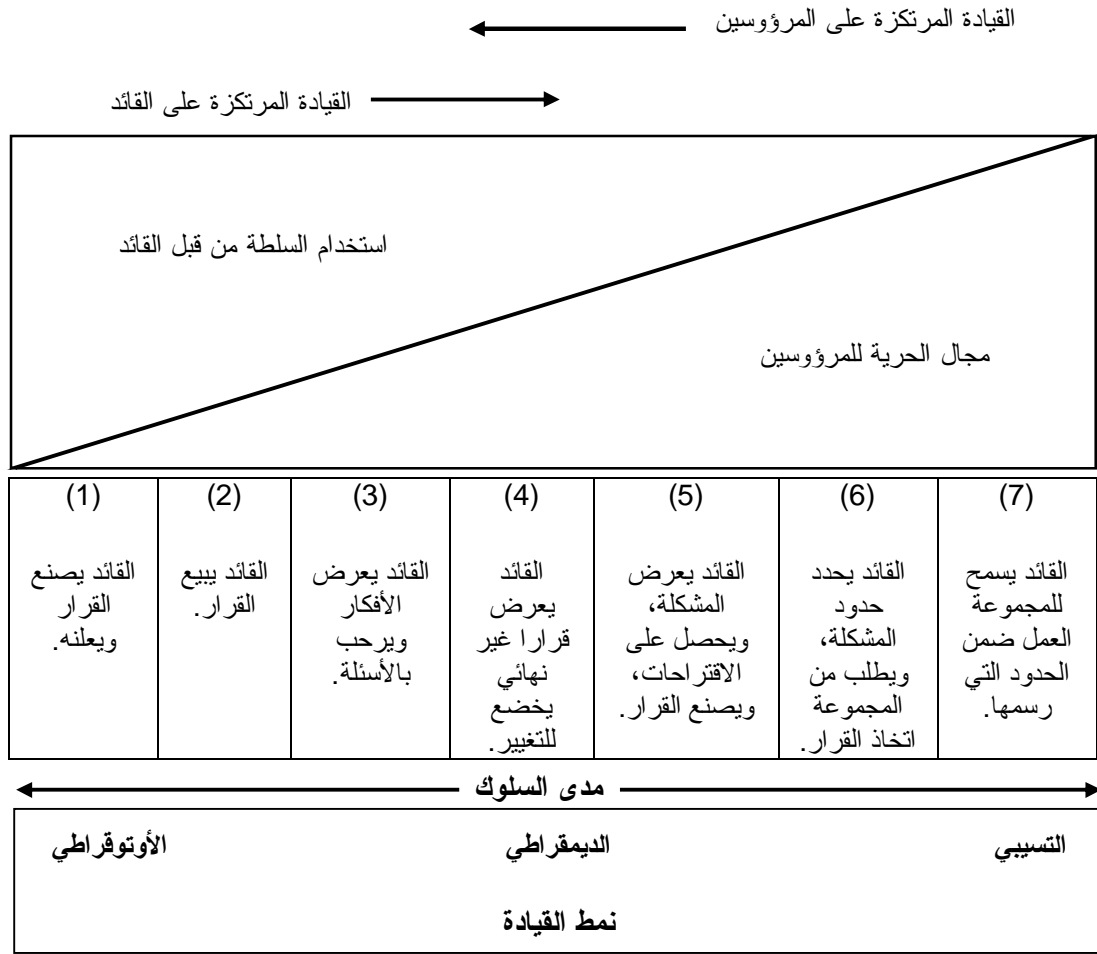 القيادة المرتكزة على المرؤوسين
القيادة المرتكزة على القائد
استخدام السلطة من قبل القائد
مجال الحرية للمرؤوسين
(1)
القائد يصنع
القرار
ويعلنه.
(2)
القائد يبيع
القرار.
(3)
القائد يعرض
الأفكار
ويرحب
بالأسئلة.
(4)
القائد
يعرض
قرارا غير
نهائي
يخضع
للتغيير.
(5)
القائد يعرض
المشكلة،
ويحصل على
الاقتراحات،
ويصنع القرار.
(6)
القائد يحدد
حدود
المشكلة،
ويطلب من
المجموعة
اتخاذ القرار.
(7)
القائد يسمح
للمجموعة
العمل ضمن
الحدود التي
رسمها.
مدى السلوك
الأوتوقراطي
الديمقراطي
التسيبي
نمط القيادة